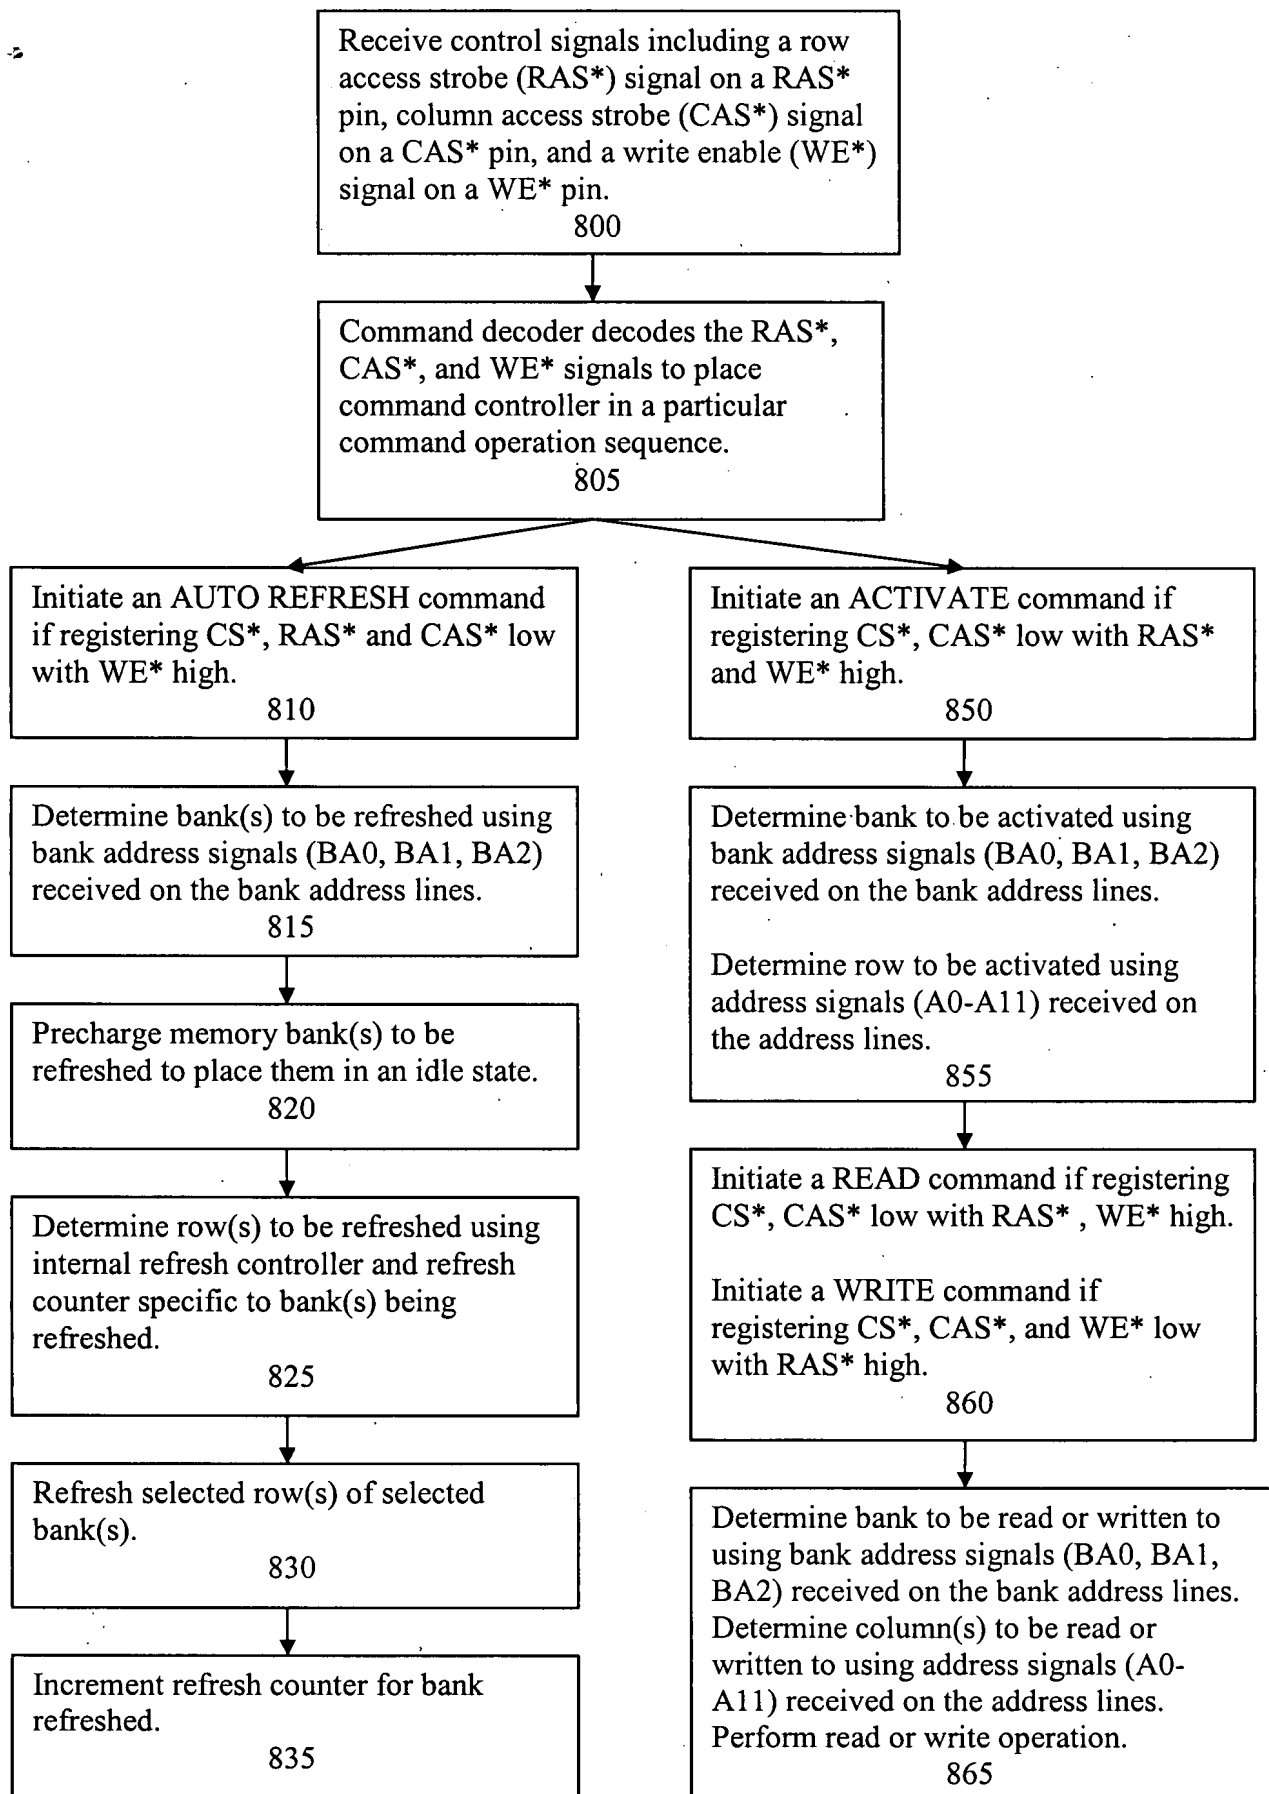 Receive control signals including a row
access strobe (RAS*) signal on a RAS*
pin, column access strobe (CAS*) signal
on a CAS* pin, and a write enable (WE*)
signal on a WE* pin.
800
Command decoder decodes the RAS*,
CAS*, and WE* signals to place
command controller in a particular
command operation sequence.
805
Initiate an AUTO REFRESH command
if registering CS*, RAS* and CAS* low
with WE* high.
810
Determine bank(s) to be refreshed using
bank address signals (BA0, BA1, BA2)
received on the bank address lines.
815
Precharge memory bank(s) to be
refreshed to place them in an idle state.
820
Determine row(s) to be refreshed using
internal refresh controller and refresh
counter specific to bank(s) being
refreshed.
825
Refresh selected row(s) of selected
bank(s).
830
Increment refresh counter for bank
refreshed.
835
Initiate an ACTIVATE command if
registering CS*, CAS* low with RAS*
and WE* high.
850
Determine bank to be activated using
bank address signals (BA0, BA1, BA2)
received on the bank address lines.
Determine row to be activated using
address signals (A0-A11) received on
the address lines.
855
Initiate a READ command if registering
CS*, CAS* low with RAS* , WE* high.
Initiate a WRITE command if
registering CS*, CAS*, and WE* low
with RAS* high.
860
Determine bank to be read or written to
using bank address signals (BA0, BA1,
BA2) received on the bank address lines.
Determine column(s) to be read or
written to using address signals (A0-
A11) received on the address lines.
Perform read or write operation.
865